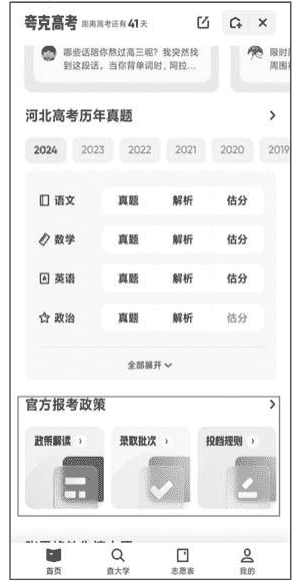 夸克高考 距离高考还有41天
哪些话陪你熬过高三呢？我突然找
到这段话。当你背单词时，阿拉...
限时
周围
河北高考历年真题
2024 2023 2022 2021 2020 2019
语文 真题 解析 估分
数学 真题 解析 估分
英语 真题 解析 估分
政治 真题 解析 估分
全部展开
官方报考政策
政策解读 录取批次 投档规则
首页 查大学 志愿表 我的